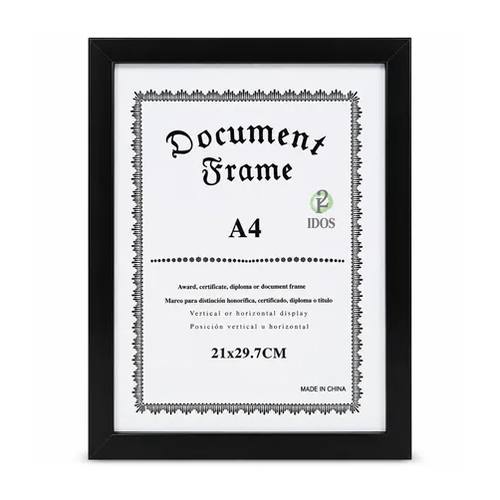 Document
Frame
A4
IDOS
Award, certificate, diploma or document frame
Marco para distinción honorífica, certificado, diploma o título
Vertical or horizontal display
Posición vertical u horizontal
21x29.7CM
MADE IN CHINA